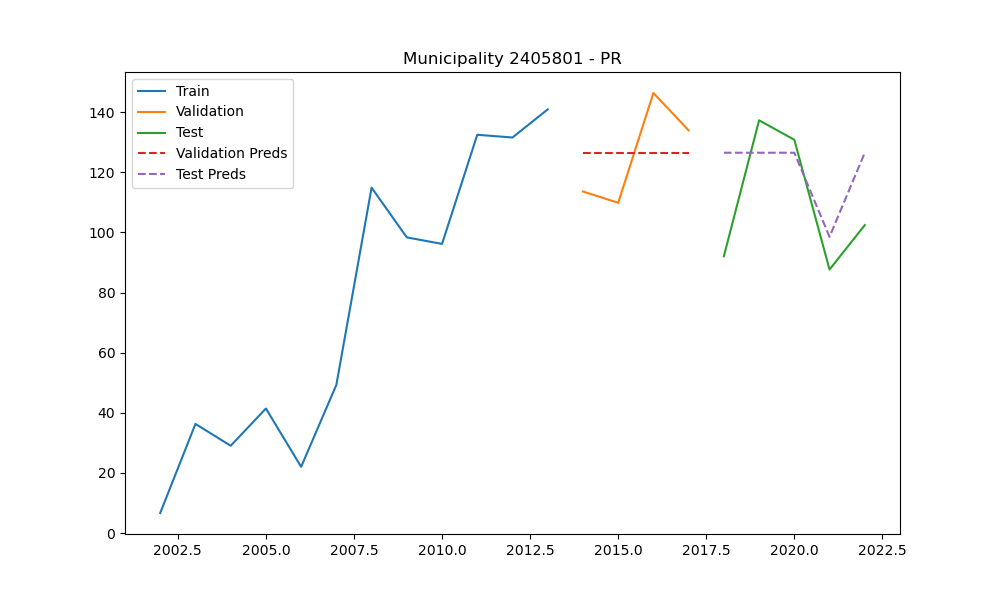 Municipality 2405801 - PR
Train
Validation
Test
Validation Preds
Test Preds
140
120
100
80
60
40
20
0
2002.5 2005.0 2007.5 2010.0 2012.5 2015.0 2017.5 2020.0 2022.5